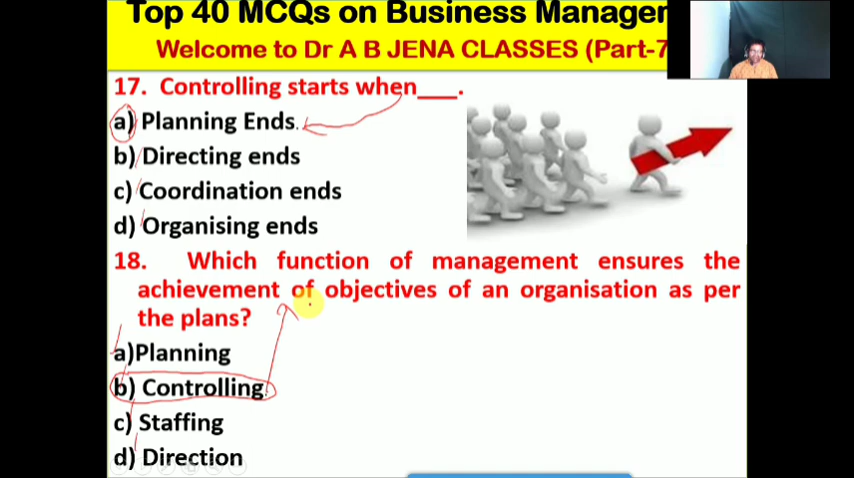 Top 40 MCQs on Business Manager
Welcome to Dr A B JENA CLASSES (Part-7
17. Controlling starts when___.
a) Planning Ends.
b) Directing ends
c) Coordination ends
d) Organising ends
18. Which function of management ensures the
achievement of objectives of an organisation as per
the plans?
a)Planning
b) Controlling
c) Staffing
d) Direction